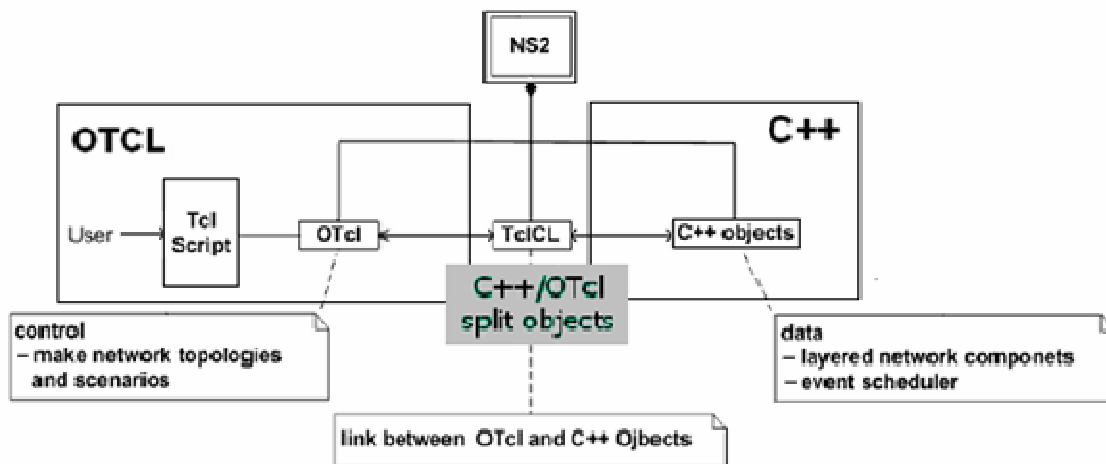 NS2
OTCL
C++
User
Tcl
Script
OTcl
TclCL
C++ objects
C++/OTcl
split objects
control
– make network topologies
and scenarios
data
– layered network componets
– event scheduler
link between OTcl and C++ Ojbects